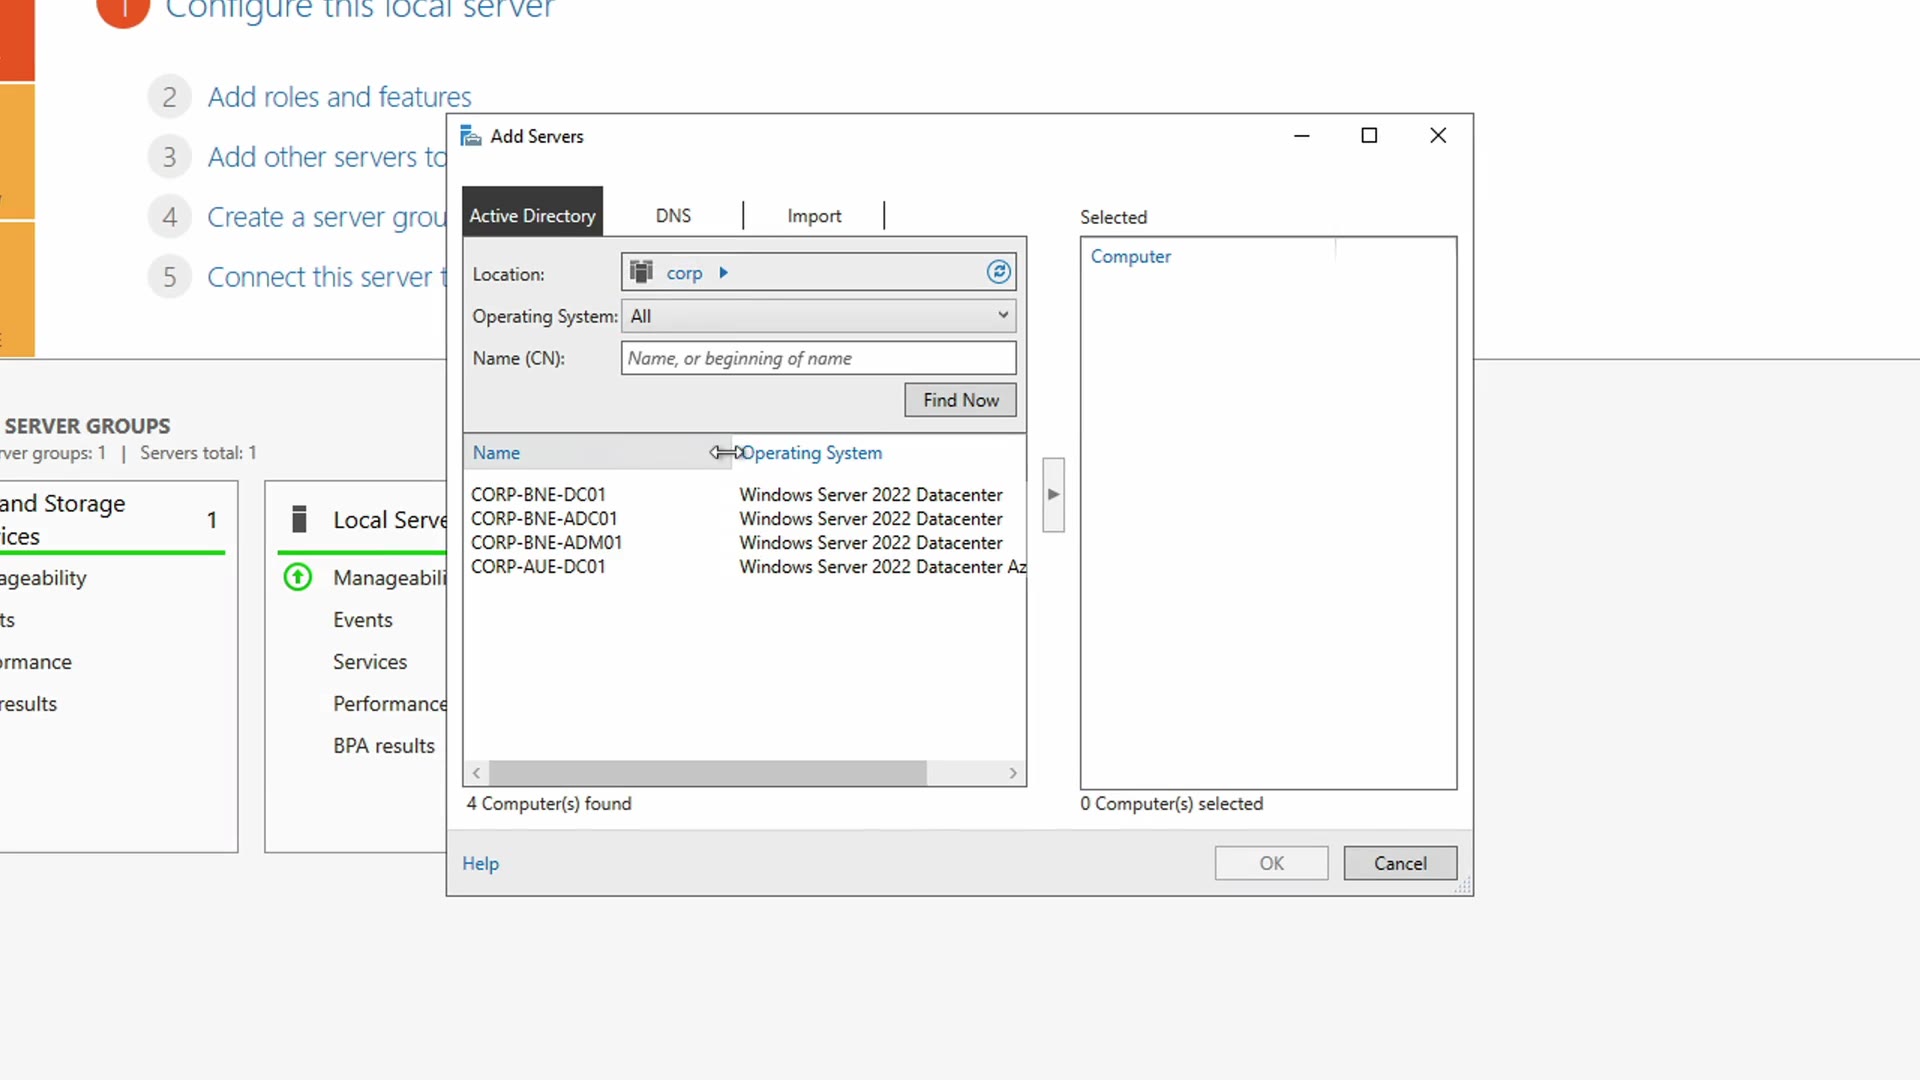 1 Configure this local server
2 Add roles and features
3 Add other servers to
4 Create a server grou
5 Connect this server t
SERVER GROUPS
rver groups: 1 | Servers total: 1
and Storage
ices
1
ageability
ts
ormance
results
Local Serve
Manageabili
Events
Services
Performance
BPA results
Add Servers
Active Directory
DNS
Import
Location:
corp
Operating System:
All
Name (CN):
Name, or beginning of name
Find Now
Name
Operating System
CORP-BNE-DC01 Windows Server 2022 Datacenter
CORP-BNE-ADC01 Windows Server 2022 Datacenter
CORP-BNE-ADM01 Windows Server 2022 Datacenter
CORP-AUE-DC01 Windows Server 2022 Datacenter Az
4 Computer(s) found
Selected
Computer
0 Computer(s) selected
Help
OK
Cancel